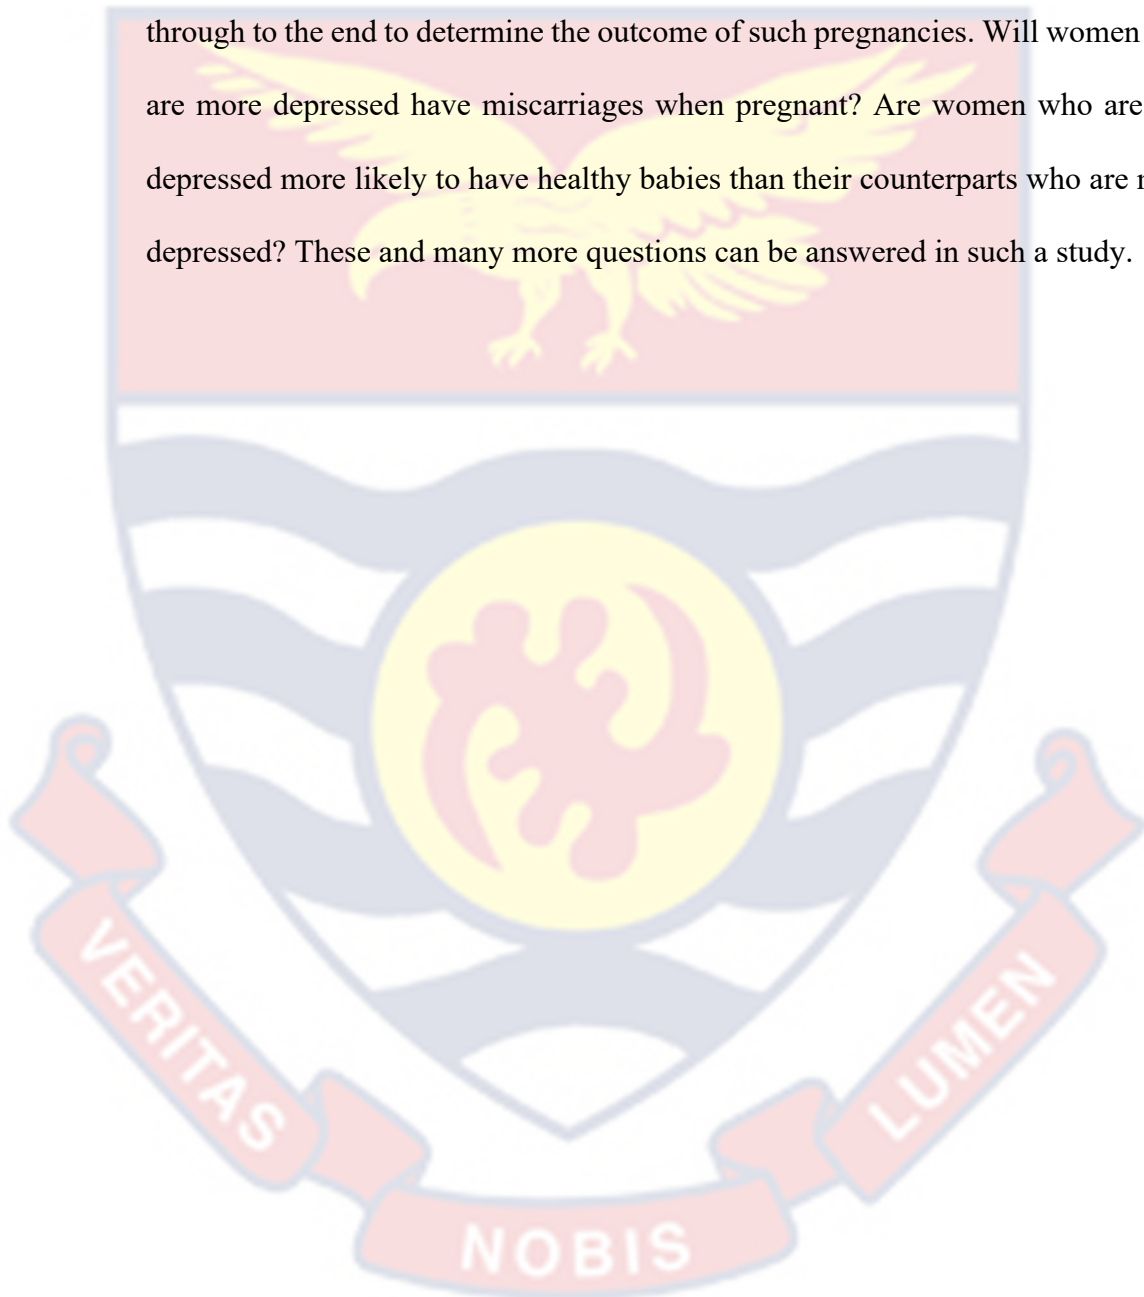 through to the end to determine the outcome of such pregnancies. Will women
are more depressed have miscarriages when pregnant? Are women who are
depressed more likely to have healthy babies than their counterparts who are
depressed? These and many more questions can be answered in such a study.
VERITAS
NOBIS
LUMEN